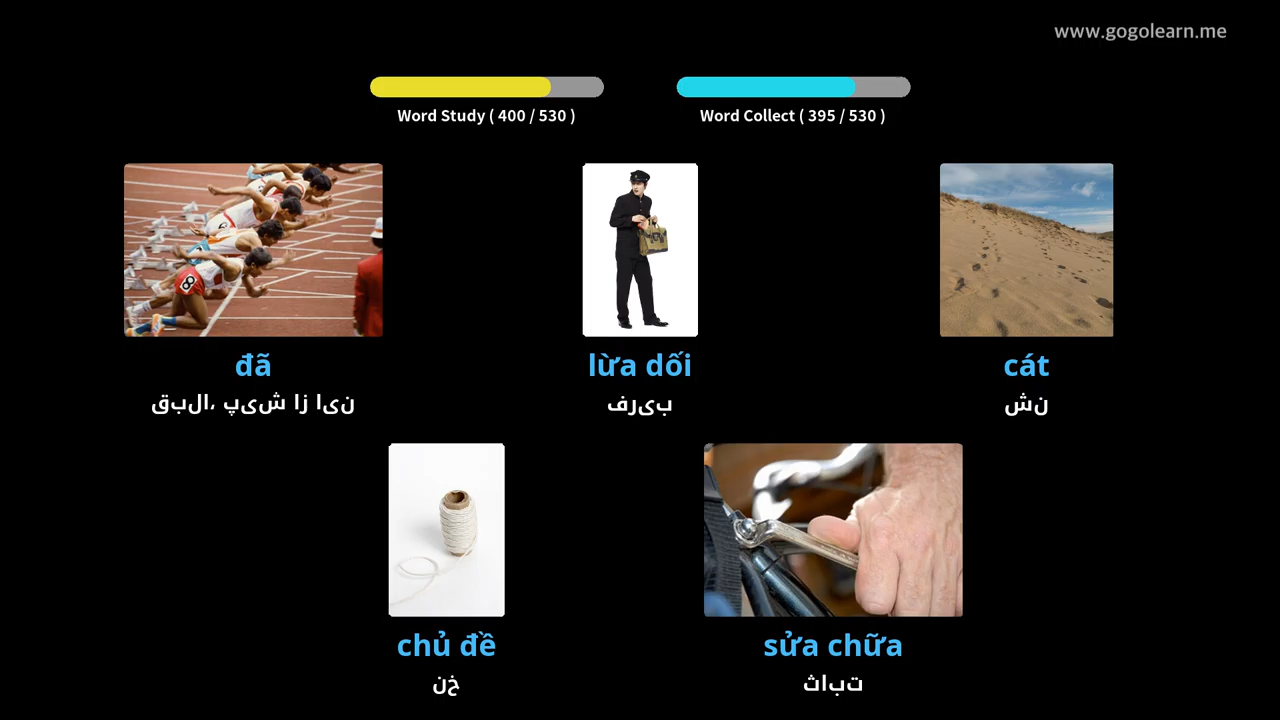 www.gogolearn.me
Word Study ( 400 / 530 )
Word Collect ( 395 / 530 )
đã
lừa dối
cát
قبلا، پیش از این
فریب
شن
chủ đề
sửa chữa
نخ
ثابت